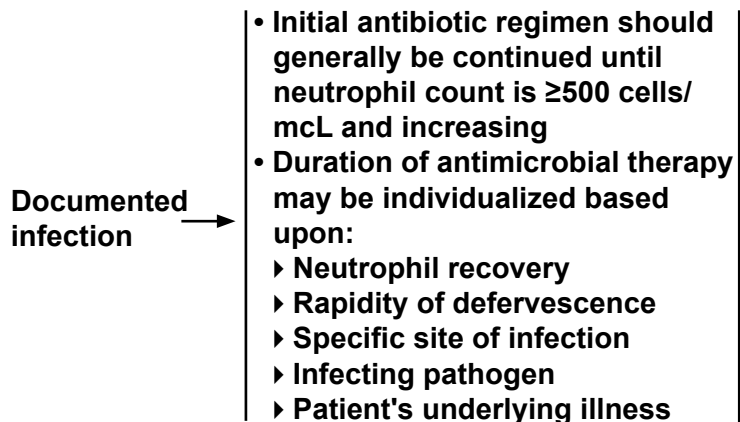 Documented
infection
• Initial antibiotic regimen should
generally be continued until
neutrophil count is ≥500 cells/
mcL and increasing
• Duration of antimicrobial therapy
may be individualized based
upon:
‣ Neutrophil recovery
‣ Rapidity of defervescence
‣ Specific site of infection
‣ Infecting pathogen
‣ Patient's underlying illness